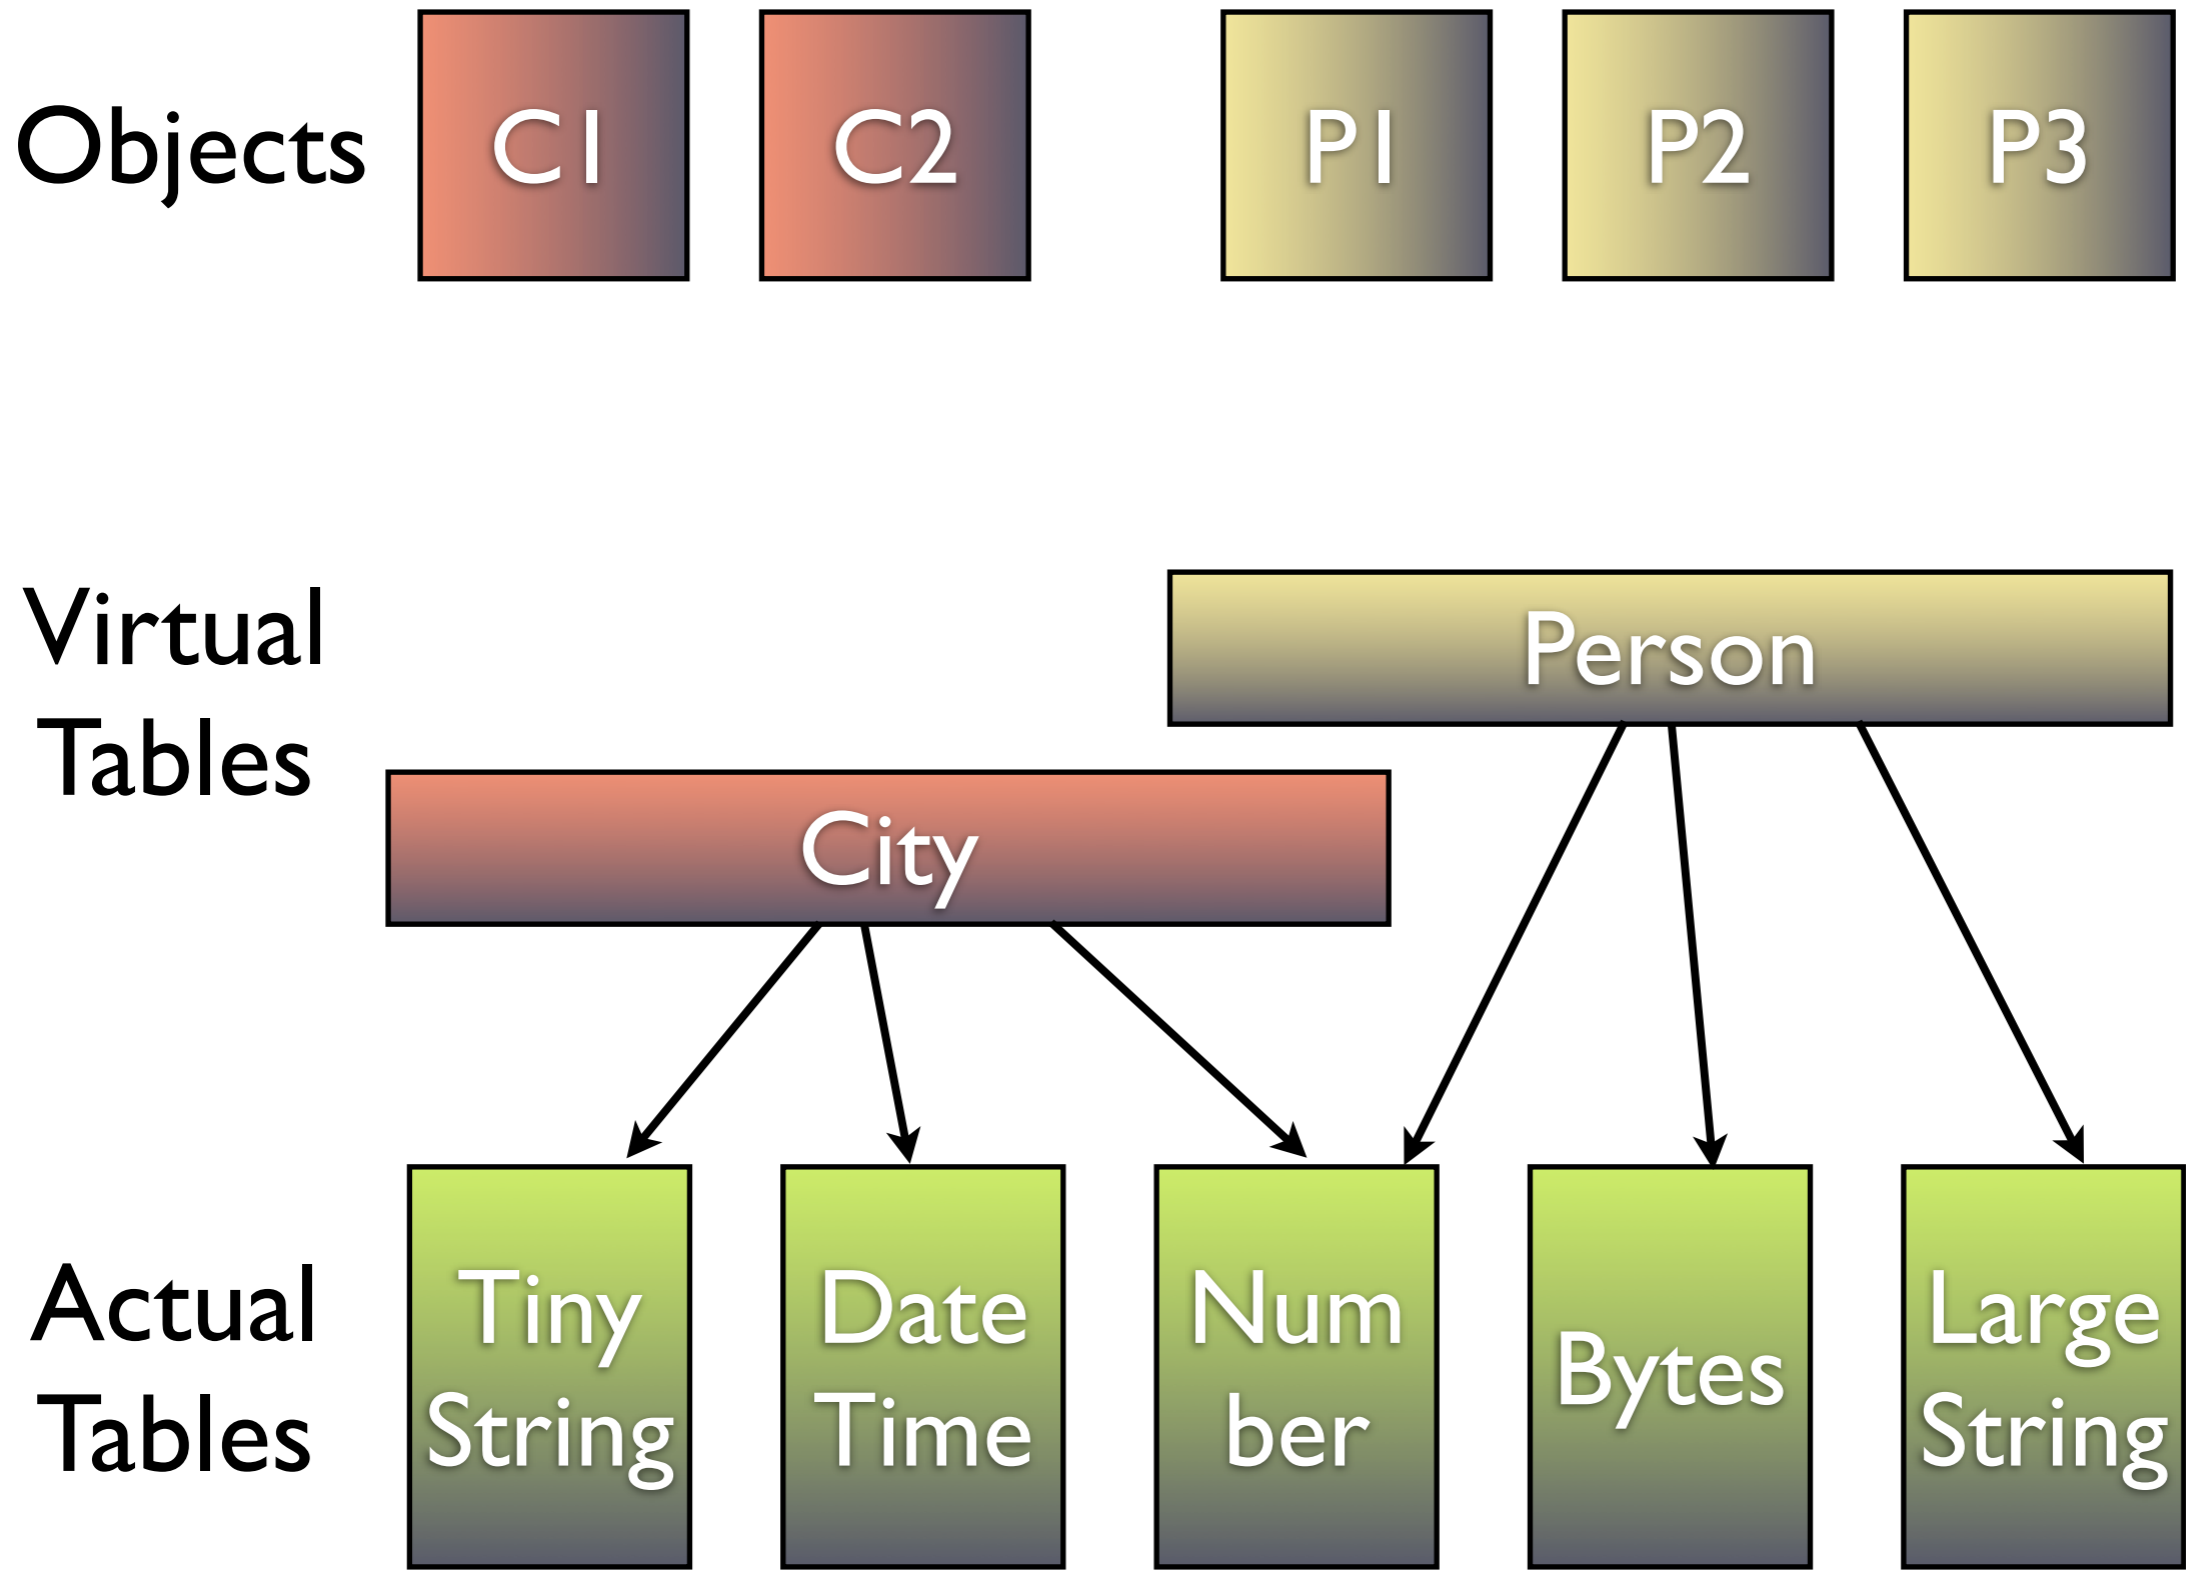 Objects
C1
C2
P1
P2
P3
Virtual
Tables
Person
City
Actual
Tables
Tiny
String
Date
Time
Num
ber
Bytes
Large
String